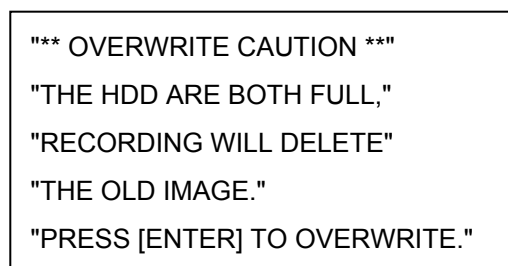 "** OVERWRITE CAUTION **"
"THE HDD ARE BOTH FULL,"
"RECORDING WILL DELETE"
"THE OLD IMAGE."
"PRESS [ENTER] TO OVERWRITE."